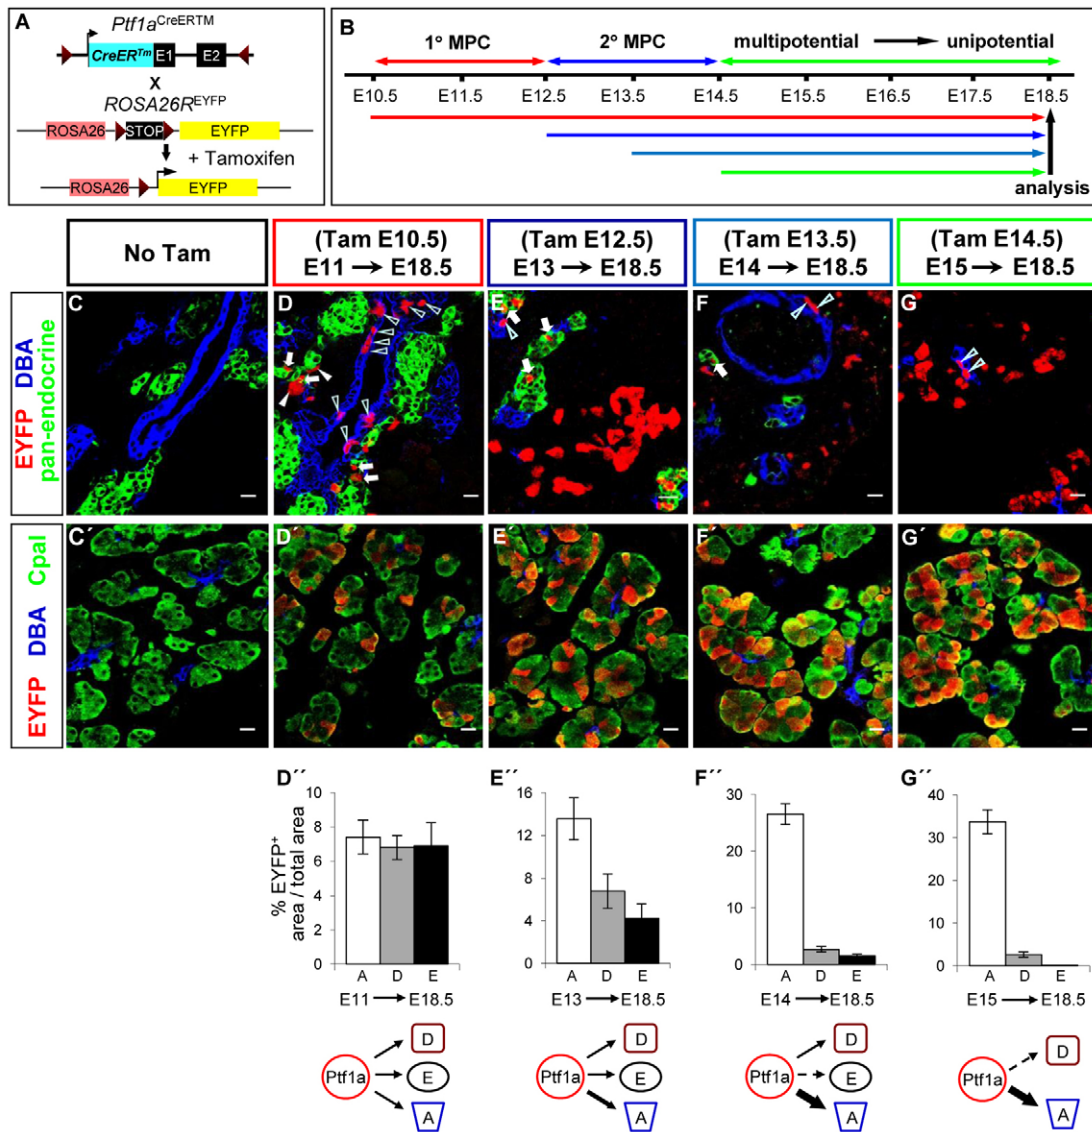 A
Ptf1a^CreERTM
CreER^Tm E1 E2
X
ROSA26R^EYFP
ROSA26 STOP EYFP
+ Tamoxifen
ROSA26 EYFP
B
1° MPC 2° MPC multipotential unipotential
E10.5 E11.5 E12.5 E13.5 E14.5 E15.5 E16.5 E17.5 E18.5
analysis
No Tam
(Tam E10.5)
E11 → E18.5
(Tam E12.5)
E13 → E18.5
(Tam E13.5)
E14 → E18.5
(Tam E14.5)
E15 → E18.5
EYFP DBA
pan-endocrine
C D E F G
EYFP DBA CpaI
C´ D´ E´ F´ G´
D´´
% EYFP+
area / total area
10
8
6
4
2
0
A D E
E11 → E18.5
E´´
16
12
8
4
0
A D E
E13 → E18.5
F´´
30
20
10
0
A D E
E14 → E18.5
G´´
40
30
20
10
0
A D E
E15 → E18.5
Ptf1a D E A
Ptf1a D E A
Ptf1a D E A
Ptf1a D A